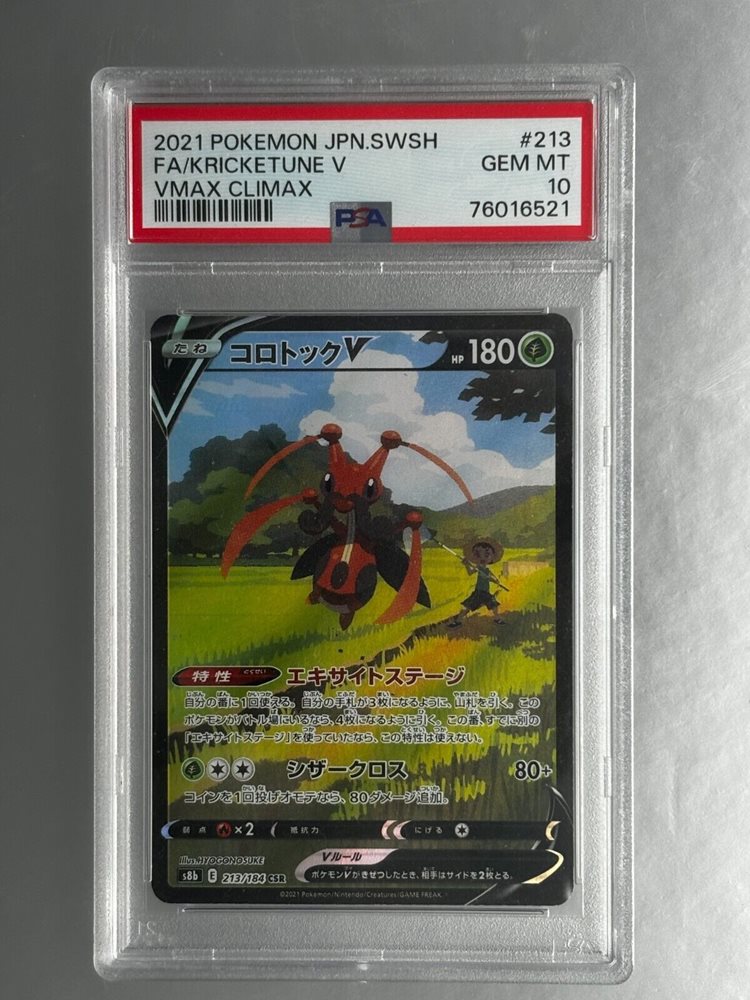 2021 POKEMON JPN.SWSH #213
FA/KRICKETUNE V GEM MT
VMAX CLIMAX 10
76016521
PSA
たね コロトックV HP 180
特性 とくせい エキサイトステージ
自分の番に1回使える。自分の手札が3枚になるように、山札を引く。この
ポケモンがバトル場にいるなら、4枚になるように引く。この番、すでに別の
「エキサイトステージ」を使っていたなら、この特性は使えない。
シザークロス 80+
コインを1回投げオモテなら、80ダメージ追加。
弱点 ×2 抵抗力 にげる
Illus.HYOGONOSUKE
Vルール
s8b E 213/184 CSR
ポケモンVがきぜつしたとき、相手はサイドを2枚とる。
©2021 Pokémon/Nintendo/Creatures/GAME FREAK.